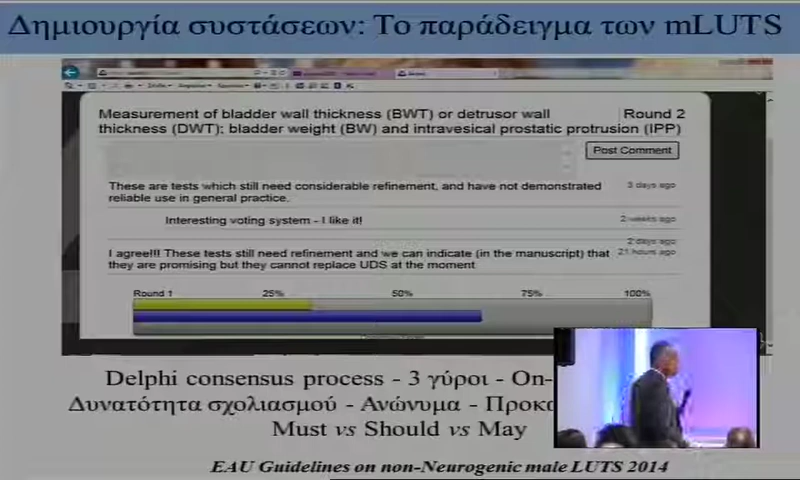 Δημιουργία συστάσεων: Το παράδειγμα των mLUTS
Measurement of bladder wall thickness (BWT) or detrusor wall thickness (DWT); bladder weight (BW) and intravesical prostatic protrusion (IPP)
Round 2
Post Comment
These are tests which still need considerable refinement, and have not demonstrated reliable use in general practice.
3 days ago
Interesting voting system - I like it!
2 weeks ago
2 days ago
I agree!!! These tests still need refinement and we can indicate (in the manuscript) that they are promising but they cannot replace UDS at the moment
21 hours ago
Round 1 25% 50% 75% 100%
Delphi consensus process - 3 γύροι - On-
Δυνατότητα σχολιασμού - Ανώνυμα -
Must vs Should vs May
EAU Guidelines on non-Neurogenic male LUTS 2014